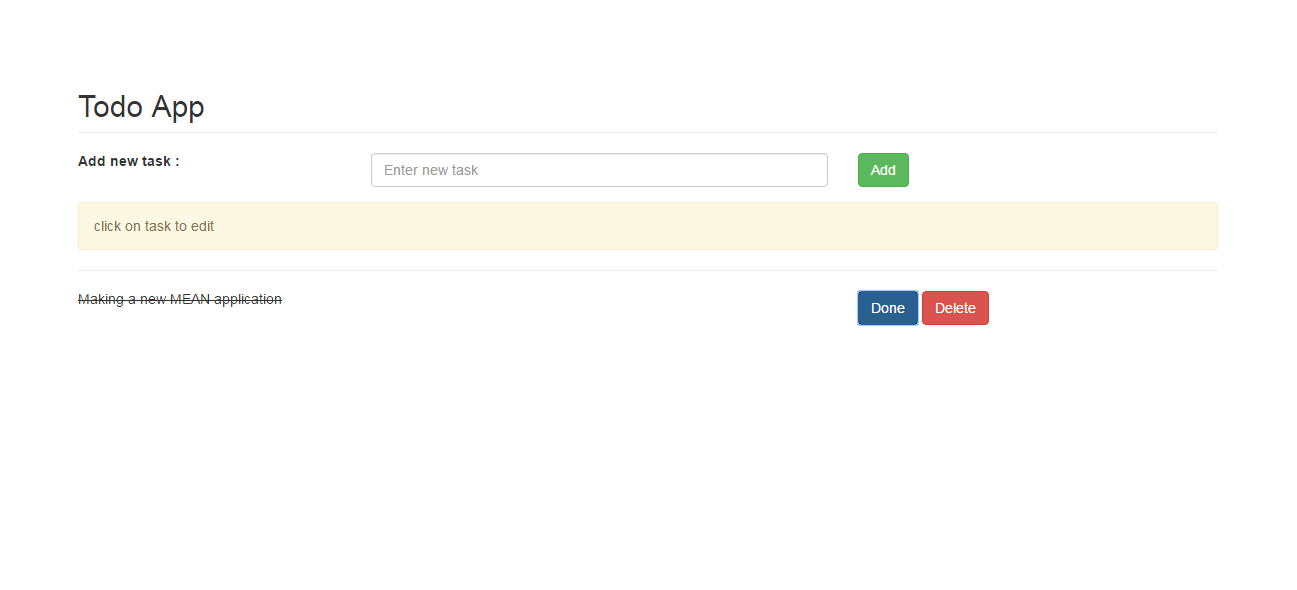 Todo App
Add new task :
Enter new task
Add
click on task to edit
Making a new MEAN application
Done
Delete